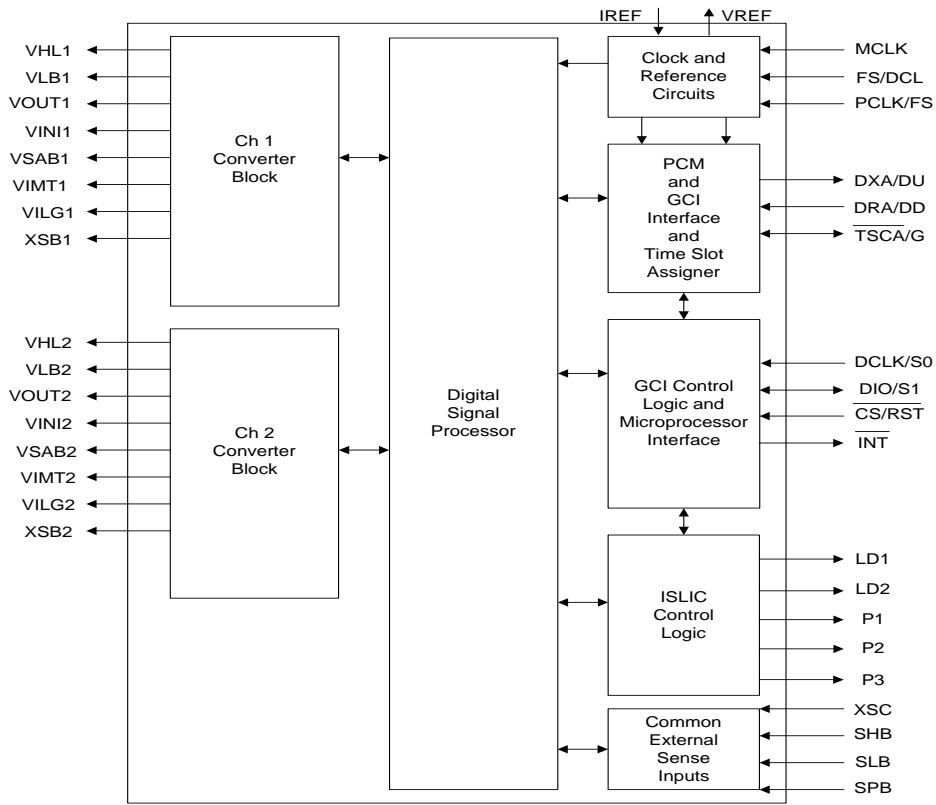 IREF
VREF
VHL1
VLB1
VOUT1
VINI1
VSAB1
VIMT1
VILG1
XSB1
Ch 1
Converter
Block
VHL2
VLB2
VOUT2
VINI2
VSAB2
VIMT2
VILG2
XSB2
Ch 2
Converter
Block
Digital
Signal
Processor
Clock and
Reference
Circuits
MCLK
FS/DCL
PCLK/FS
PCM
and
GCI
Interface
and
Time Slot
Assigner
DXA/DU
DRA/DD
TSCA/G
GCI Control
Logic and
Microprocessor
Interface
DCLK/S0
DIO/S1
CS/RST
INT
ISLIC
Control
Logic
LD1
LD2
P1
P2
P3
Common
External
Sense
Inputs
XSC
SHB
SLB
SPB